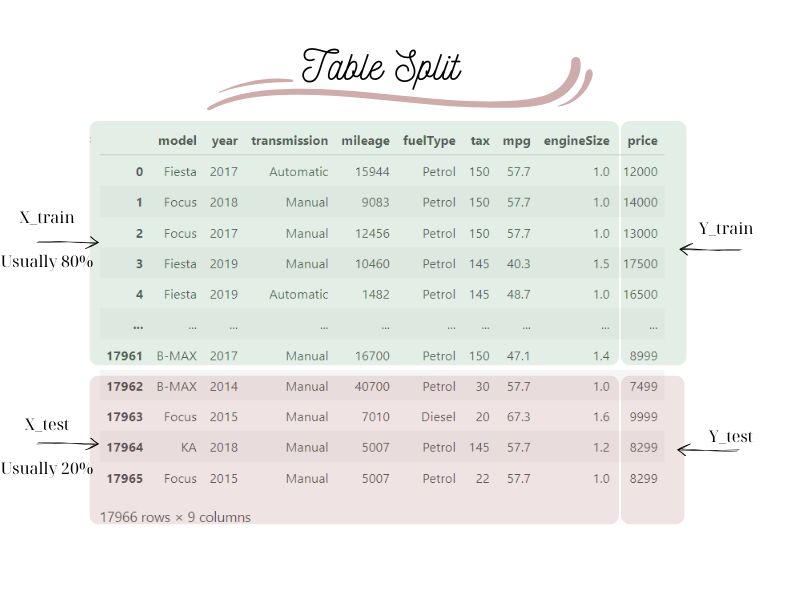 Table Split
model year transmission mileage fuelType tax mpg engineSize price
0 Fiesta 2017 Automatic 15944 Petrol 150 57.7 1.0 12000
1 Focus 2018 Manual 9083 Petrol 150 57.7 1.0 14000
X_train
2 Focus 2017 Manual 12456 Petrol 150 57.7 1.0 13000
Y_train
Usually 80%
3 Fiesta 2019 Manual 10460 Petrol 145 40.3 1.5 17500
4 Fiesta 2019 Automatic 1482 Petrol 145 48.7 1.0 16500
... ... ... ... ... ... ... ... ... ...
17961 B-MAX 2017 Manual 16700 Petrol 150 47.1 1.4 8999
17962 B-MAX 2014 Manual 40700 Petrol 30 57.7 1.0 7499
17963 Focus 2015 Manual 7010 Diesel 20 67.3 1.6 9999
X_test
Y_test
17964 KA 2018 Manual 5007 Petrol 145 57.7 1.2 8299
Usually 20%
17965 Focus 2015 Manual 5007 Petrol 22 57.7 1.0 8299
17966 rows × 9 columns